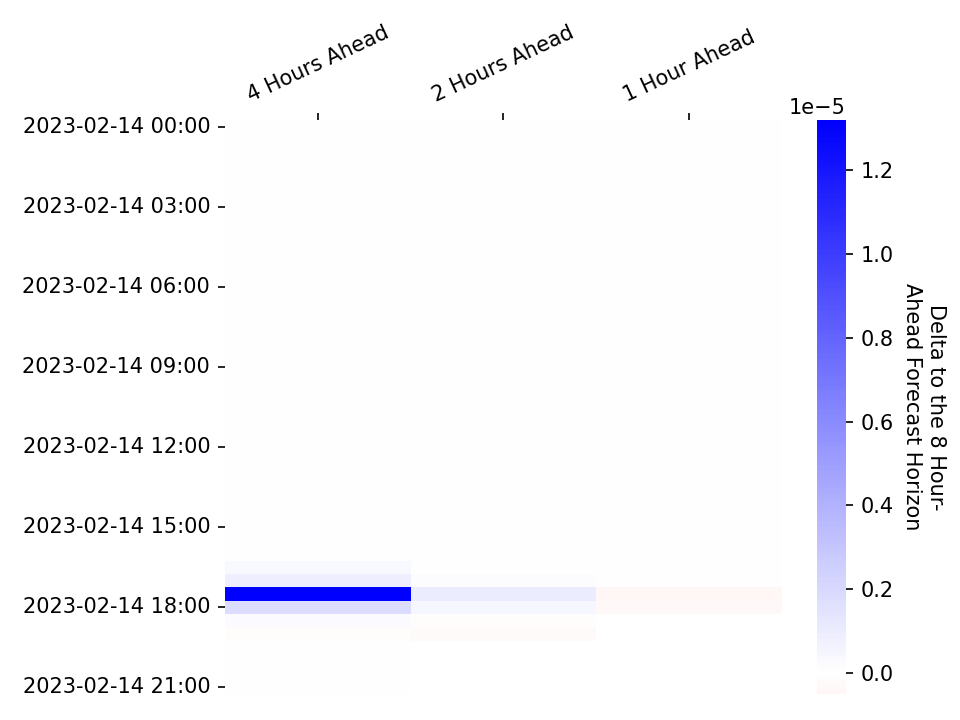 4 Hours Ahead
2 Hours Ahead
1 Hour Ahead
2023-02-14 00:00
2023-02-14 03:00
2023-02-14 06:00
2023-02-14 09:00
2023-02-14 12:00
2023-02-14 15:00
2023-02-14 18:00
2023-02-14 21:00
1e−5
1.2
1.0
0.8
0.6
0.4
0.2
0.0
Delta to the 8 Hour-
Ahead Forecast Horizon